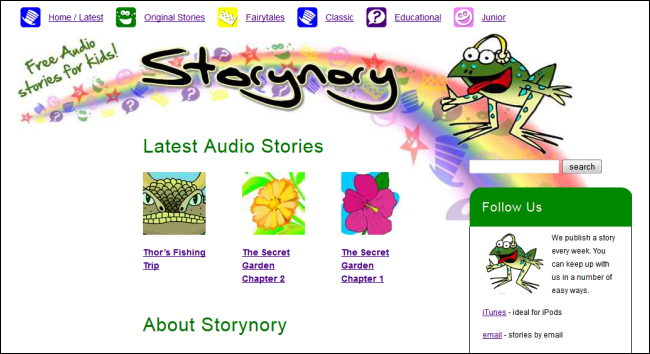 Home / Latest
Original Stories
Fairytales
Classic
Educational
Junior
Free Audio
stories for kids!
Storynory
search
Latest Audio Stories
Thor's Fishing
Trip
The Secret
Garden
Chapter 2
The Secret
Garden
Chapter 1
About Storynory
Follow Us
We publish a story
every week. You
can keep up with
us in a number of
easy ways.
iTunes - ideal for iPods
email - stories by email